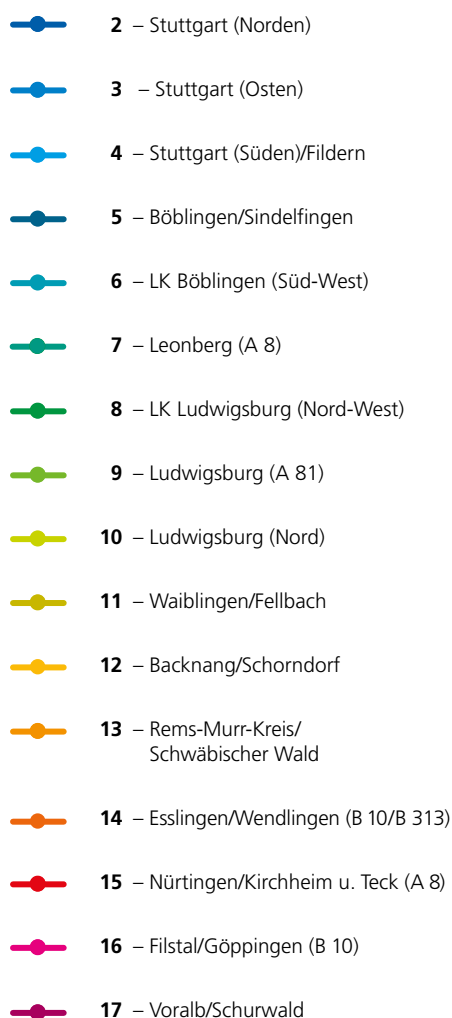 2 – Stuttgart (Norden)
3 – Stuttgart (Osten)
4 – Stuttgart (Süden)/Fildern
5 – Böblingen/Sindelfingen
6 – LK Böblingen (Süd-West)
7 – Leonberg (A 8)
8 – LK Ludwigsburg (Nord-West)
9 – Ludwigsburg (A 81)
10 – Ludwigsburg (Nord)
11 – Waiblingen/Fellbach
12 – Backnang/Schorndorf
13 – Rems-Murr-Kreis/
Schwäbischer Wald
14 – Esslingen/Wendlingen (B 10/B 313)
15 – Nürtingen/Kirchheim u. Teck (A 8)
16 – Filstal/Göppingen (B 10)
17 – Voralb/Schurwald